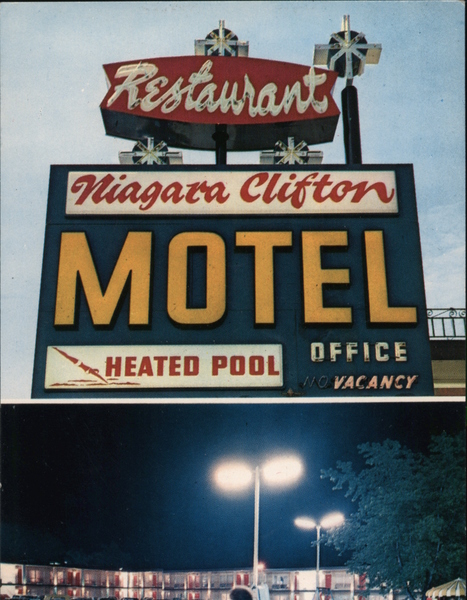 Restaurant
Niagara Clifton
MOTEL
HEATED POOL
OFFICE
NO VACANCY